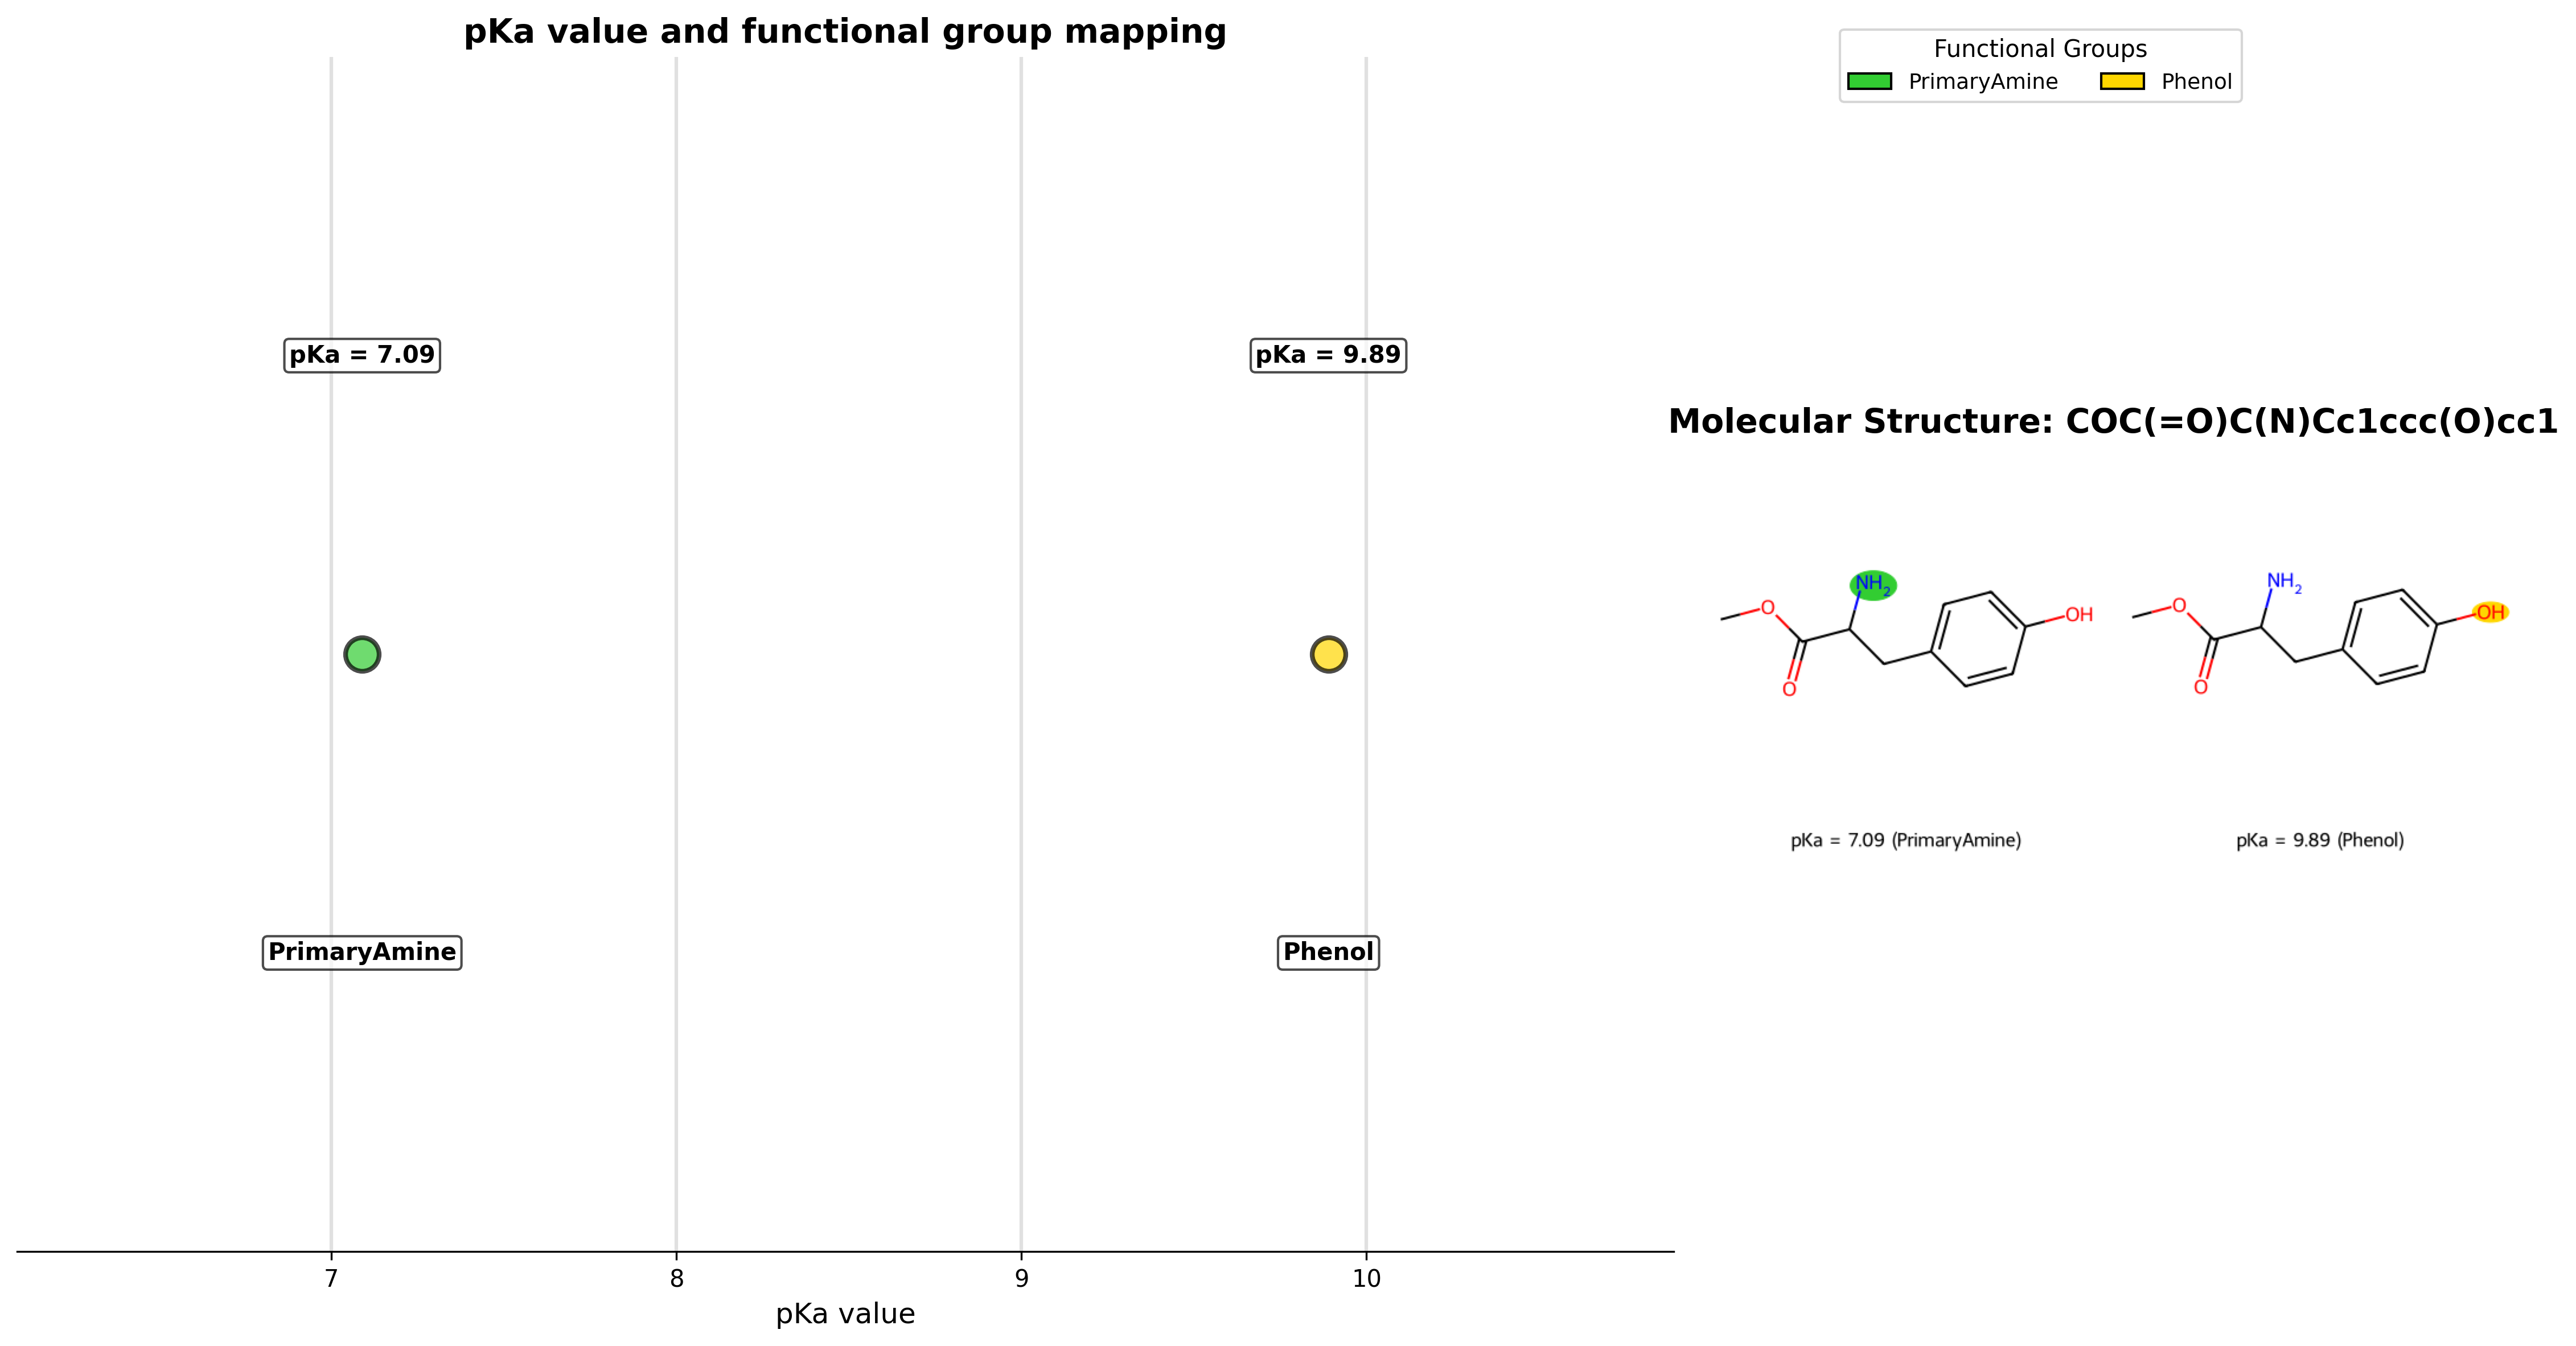 pKa value and functional group mapping
pKa = 7.09
pKa = 9.89
PrimaryAmine
Phenol
7 8 9 10
pKa value
Functional Groups
PrimaryAmine Phenol
Molecular Structure: COC(=O)C(N)Cc1ccc(O)cc1
NH2
O
OH
O
NH2
O
OH
O
pKa = 7.09 (PrimaryAmine)
pKa = 9.89 (Phenol)